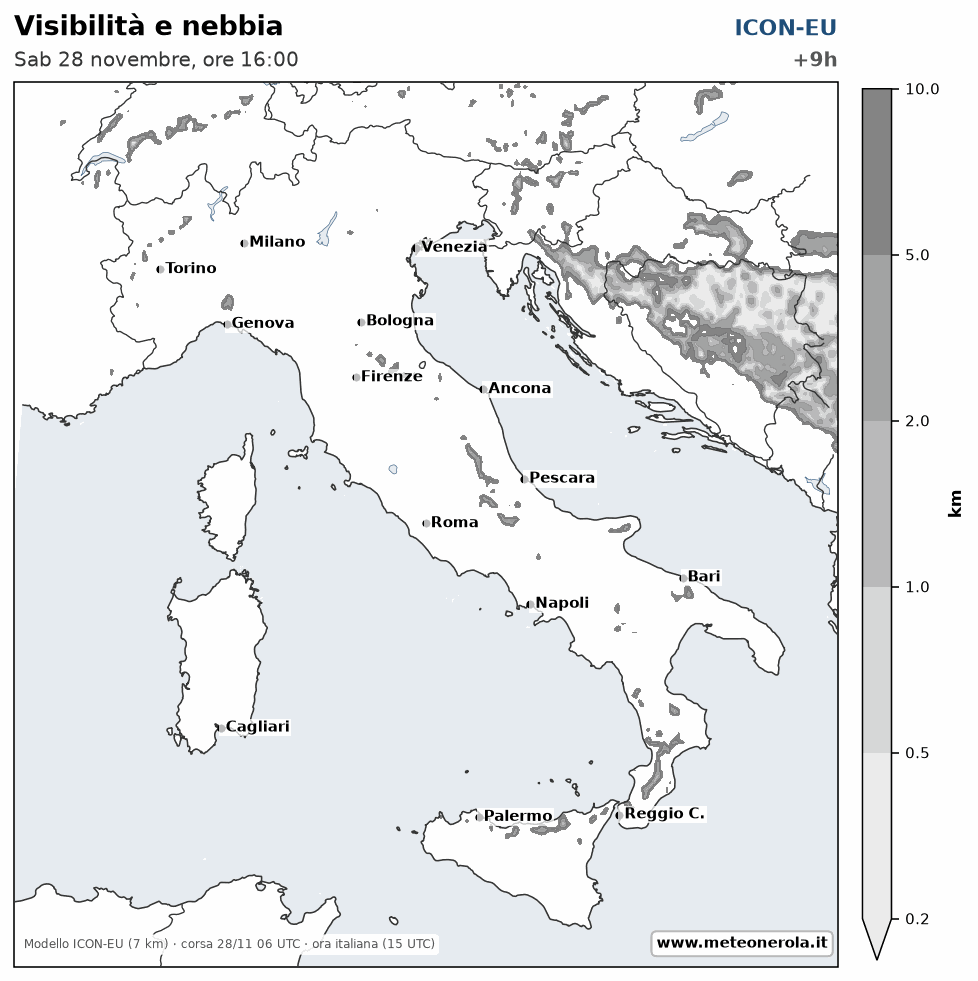 Visibilità e nebbia
ICON-EU
Sab 28 novembre, ore 16:00
+9h
Milano
Venezia
Torino
Bologna
Genova
Firenze
Ancona
Pescara
Roma
Bari
Napoli
Cagliari
Palermo
Reggio C.
10.0
5.0
2.0
1.0
0.5
0.2
km
Modello ICON-EU (7 km) · corsa 28/11 06 UTC · ora italiana (15 UTC)
www.meteonerola.it